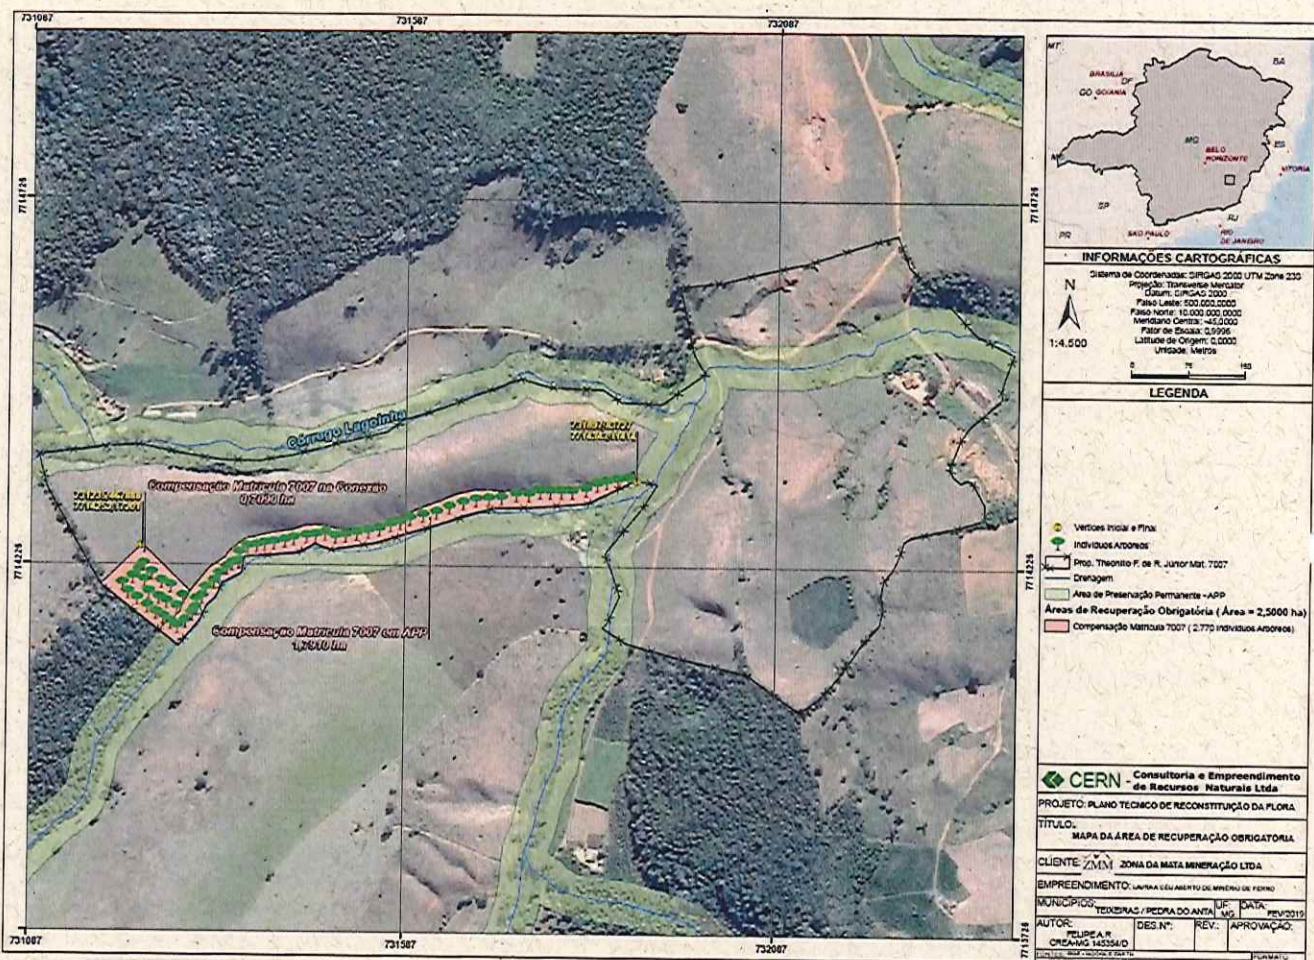 731087
731587
732087
7714726
7714726
7714226
7714226
7713726
731087
731587
732087
Córrego Lagoinha
Compensação Matrícula 7007 na Conexão
0,7090 ha
Compensação Matrícula 7007 em APP
1,7910 ha
MT
BA
BRASILIA
DF
GO GOIANIA
MG
BELO
HORIZONTE
ES
VITORIA
SP
RJ
PR
SAO PAULO
RIO
DE JANEIRO
INFORMAÇÕES CARTOGRÁFICAS
Sistema de Coordenadas: SIRGAS 2000 UTM Zone 23S
Projeção: Transverse Mercator
Datum: SIRGAS 2000
Falso Leste: 500.000,0000
Falso Norte: 10.000.000,0000
Meridiano Central: -45,0000
Fator de Escala: 0,9996
Latitude de Origem: 0,0000
Unidade: Metros
N
1:4.500
0 75 150
LEGENDA
Vértices Inicial e Final
Indivíduos Arbóreos
Prop. Theonito F. de R. Júnior Mat. 7007
Drenagem
Área de Preservação Permanente - APP
Áreas de Recuperação Obrigatória ( Área = 2,5000 ha)
Compensação Matrícula 7007 ( 2.770 Indivíduos Arbóreos)
CERN - Consultoria e Empreendimento
de Recursos Naturais Ltda
PROJETO: PLANO TÉCNICO DE RECONSTITUIÇÃO DA FLORA
TÍTULO:
MAPA DA ÁREA DE RECUPERAÇÃO OBRIGATÓRIA
CLIENTE: ZMM ZONA DA MATA MINERAÇÃO LTDA
EMPREENDIMENTO: LAVRA A CÉU ABERTO DE MINÉRIO DE FERRO
MUNICÍPIOS: TEIXEIRAS / PEDRA DO ANTA UF: MG DATA: FEV/2019
AUTOR: FELIPE A.R CREA-MG 145354/D DES.Nº: REV.: APROVAÇÃO:
FORMATO: